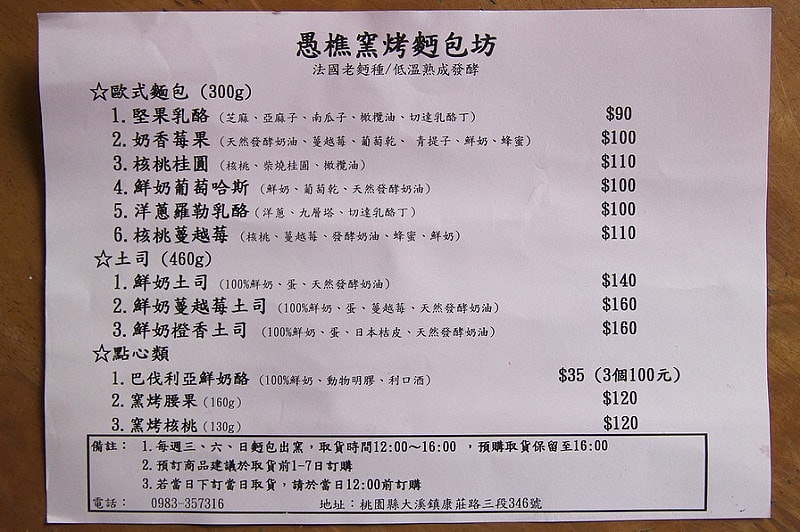 愚樵窯烤麵包坊
法國老麵種/低溫熟成發酵
☆歐式麵包 (300g)
1.堅果乳酪 (芝麻、亞麻子、南瓜子、橄欖油、切達乳酪丁) $90
2.奶香莓果 (天然發酵奶油、蔓越莓、葡萄乾、 青提子、鮮奶、蜂蜜) $100
3.核桃桂圓 (核桃、柴燒桂圓、橄欖油) $110
4.鮮奶葡萄哈斯 (鮮奶、葡萄乾、天然發酵奶油) $100
5.洋蔥羅勒乳酪 (洋蔥、九層塔、切達乳酪丁) $100
6.核桃蔓越莓 (核桃、蔓越莓、發酵奶油、蜂蜜、鮮奶) $110
☆土司 (460g)
1.鮮奶土司 (100%鮮奶、蛋、天然發酵奶油) $140
2.鮮奶蔓越莓土司 (100%鮮奶、蛋、蔓越莓、天然發酵奶油) $160
3.鮮奶橙香土司 (100%鮮奶、蛋、日本桔皮、天然發酵奶油) $160
☆點心類
1.巴伐利亞鮮奶酪 (100%鮮奶、動物明膠、利口酒) $35 (3個100元)
2.窯烤腰果 (160g) $120
3.窯烤核桃 (130g) $120
備註： 1.每週三、六、日麵包出窯，取貨時間12:00~16:00 ，預購取貨保留至16:00
2.預訂商品建議於取貨前1-7日訂購
3.若當日下訂當日取貨，請於當日12:00前訂購
電話： 0983-357316 地址：桃園縣大溪鎮康莊路三段346號